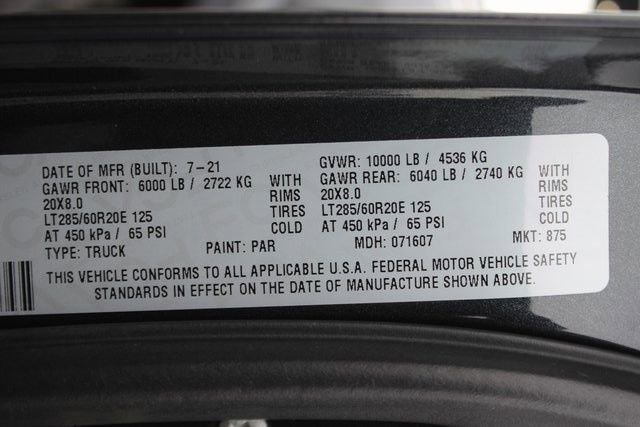 DATE OF MFR (BUILT): 7-21 GVWR: 10000 LB / 4536 KG
GAWR FRONT: 6000 LB / 2722 KG WITH GAWR REAR: 6040 LB / 2740 KG WITH
20X8.0 RIMS 20X8.0 RIMS
LT285/60R20E 125 TIRES LT285/60R20E 125 TIRES
AT 450 kPa / 65 PSI COLD AT 450 kPa / 65 PSI COLD
TYPE: TRUCK PAINT: PAR MDH: 071607 MKT: 875
THIS VEHICLE CONFORMS TO ALL APPLICABLE U.S.A. FEDERAL MOTOR VEHICLE SAFETY
STANDARDS IN EFFECT ON THE DATE OF MANUFACTURE SHOWN ABOVE.